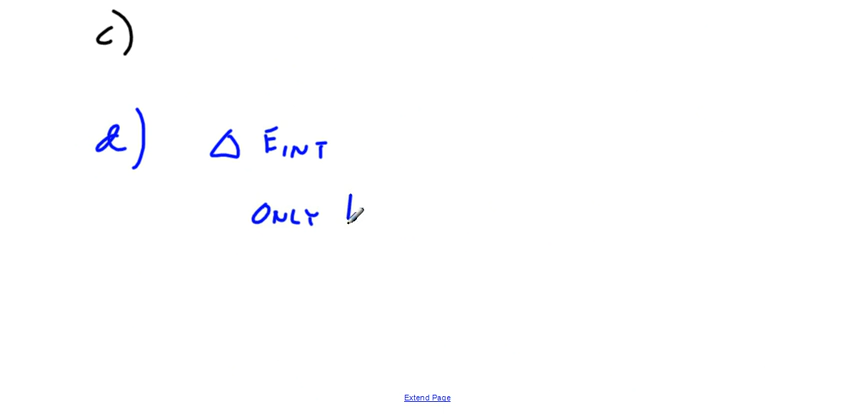 c)
d) Δ EINT
ONLY
Extend Page